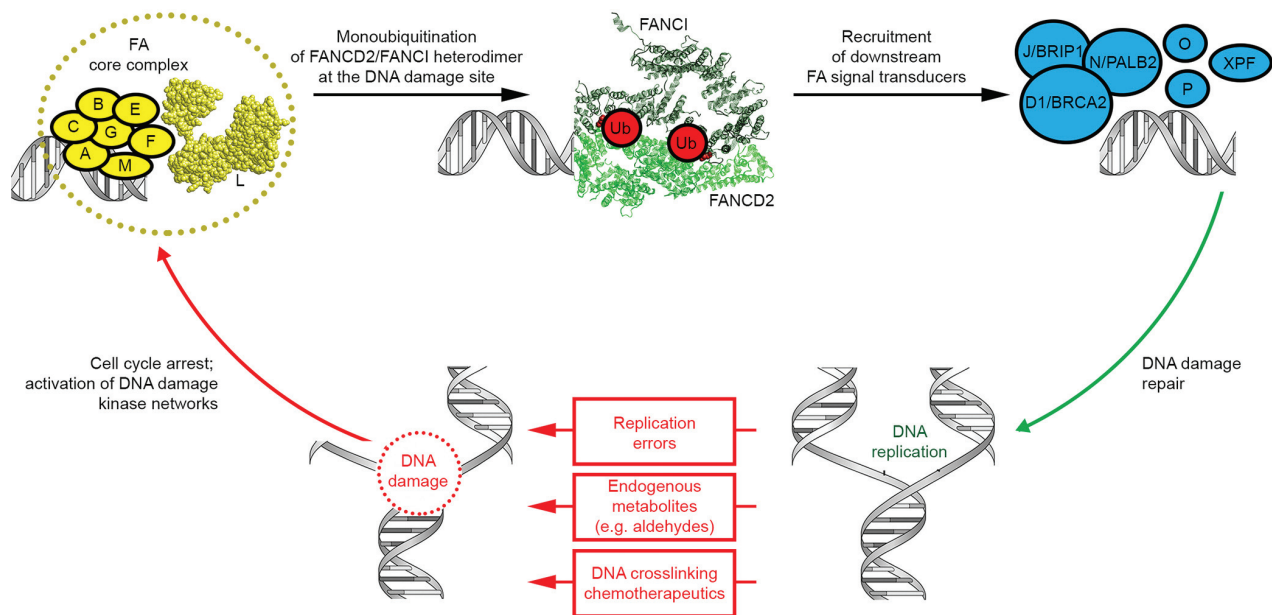 FA
core complex
B
E
C
G
F
A
M
L
Monoubiquitination
of FANCD2/FANCI heterodimer
at the DNA damage site
FANCI
Ub
Ub
FANCD2
Recruitment
of downstream
FA signal transducers
J/BRIP1
N/PALB2
D1/BRCA2
O
P
XPF
Cell cycle arrest;
activation of DNA damage
kinase networks
DNA
damage
Replication
errors
Endogenous
metabolites
(e.g. aldehydes)
DNA crosslinking
chemotherapeutics
DNA
replication
DNA damage
repair